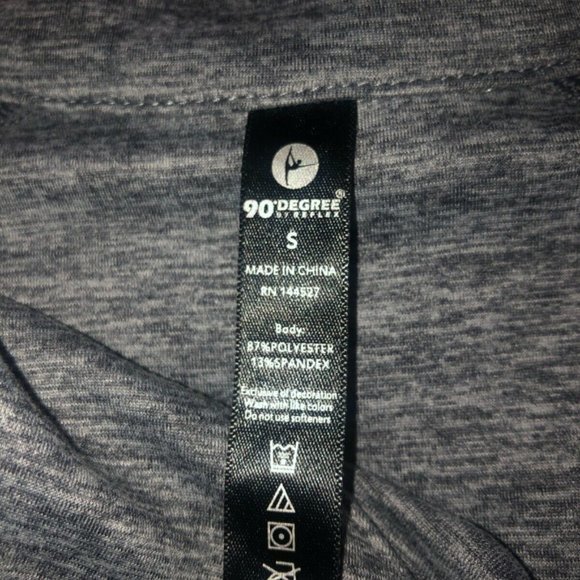 90°DEGREE®
BY REFLEX
S
MADE IN CHINA
RN 144527
Body:
87%POLYESTER
13%SPANDEX
Exclusive of decoration
Wash with like colors
Do not use softeners